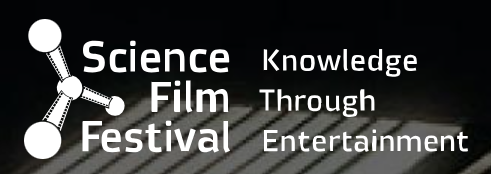 Science
Film
Festival
Knowledge
Through
Entertainment